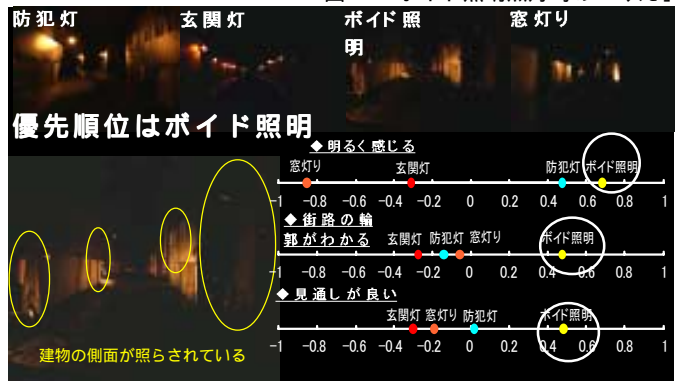 防犯灯
玄関灯
ボイド照明
窓灯り
優先順位はボイド照明
建物の側面が照らされている
◆明るく感じる
窓灯り 玄関灯 防犯灯 ボイド照明
-1 -0.8 -0.6 -0.4 -0.2 0 0.2 0.4 0.6 0.8 1
◆街路の輪
郭がわかる
玄関灯 防犯灯 窓灯り ボイド照明
-1 -0.8 -0.6 -0.4 -0.2 0 0.2 0.4 0.6 0.8 1
◆見通しが良い
玄関灯 窓灯り 防犯灯 ボイド照明
-1 -0.8 -0.6 -0.4 -0.2 0 0.2 0.4 0.6 0.8 1